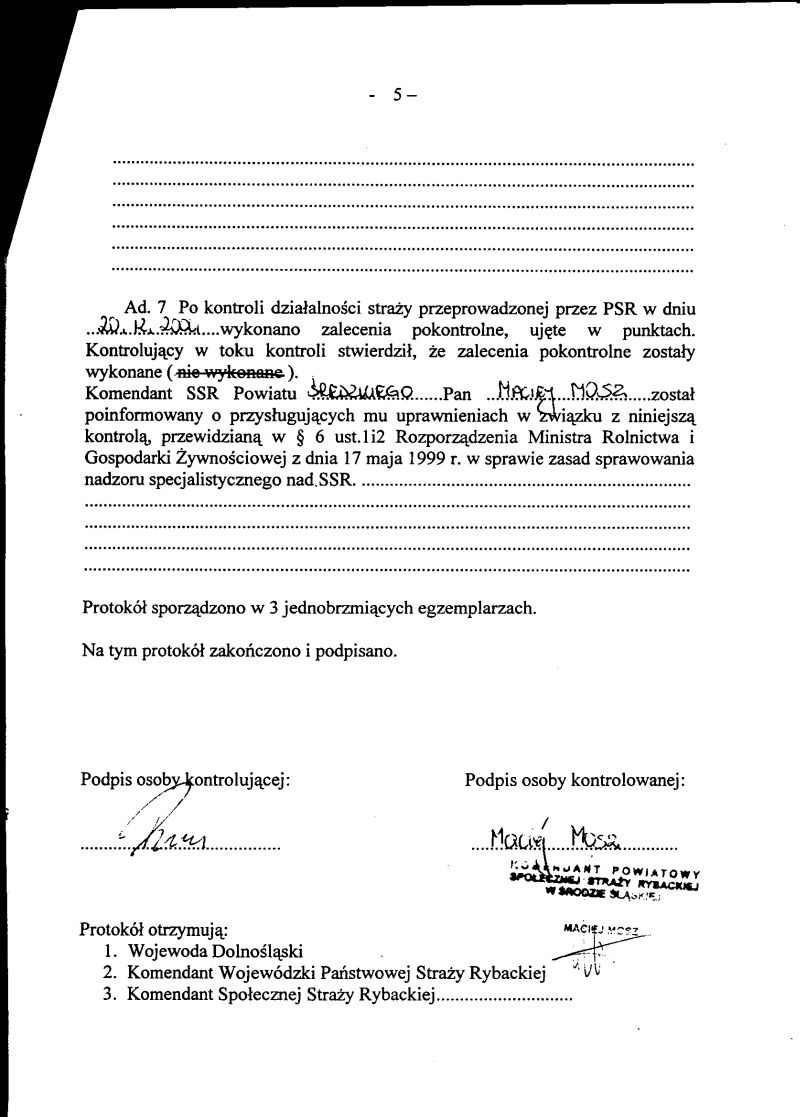 - 5 –
Ad. 7 Po kontroli działalności straży przeprowadzonej przez PSR w dniu
...20. IX. 2001....wykonano zalecenia pokontrolne, ujęte w punktach.
Kontrolujący w toku kontroli stwierdził, że zalecenia pokontrolne zostały
wykonane ( nie wykonane ).
Komendant SSR Powiatu ŚREDZKIEGO......Pan ...MACIEJ MOSZ.....został
poinformowany o przysługujących mu uprawnieniach w związku z niniejszą
kontrolą, przewidzianą w § 6 ust.1i2 Rozporządzenia Ministra Rolnictwa i
Gospodarki Żywnościowej z dnia 17 maja 1999 r. w sprawie zasad sprawowania
nadzoru specjalistycznego nad SSR.
Protokół sporządzono w 3 jednobrzmiących egzemplarzach.
Na tym protokół zakończono i podpisano.
Podpis osoby kontrolującej:
Podpis osoby kontrolowanej:
Maciej Mosz
KOMENDANT POWIATOWY
SPOŁECZNEJ STRAŻY RYBACKIEJ
W ŚRODZIE ŚLĄSKIEJ
MACIEJ MOSZ
Protokół otrzymują:
1. Wojewoda Dolnośląski
2. Komendant Wojewódzki Państwowej Straży Rybackiej
3. Komendant Społecznej Straży Rybackiej..............................